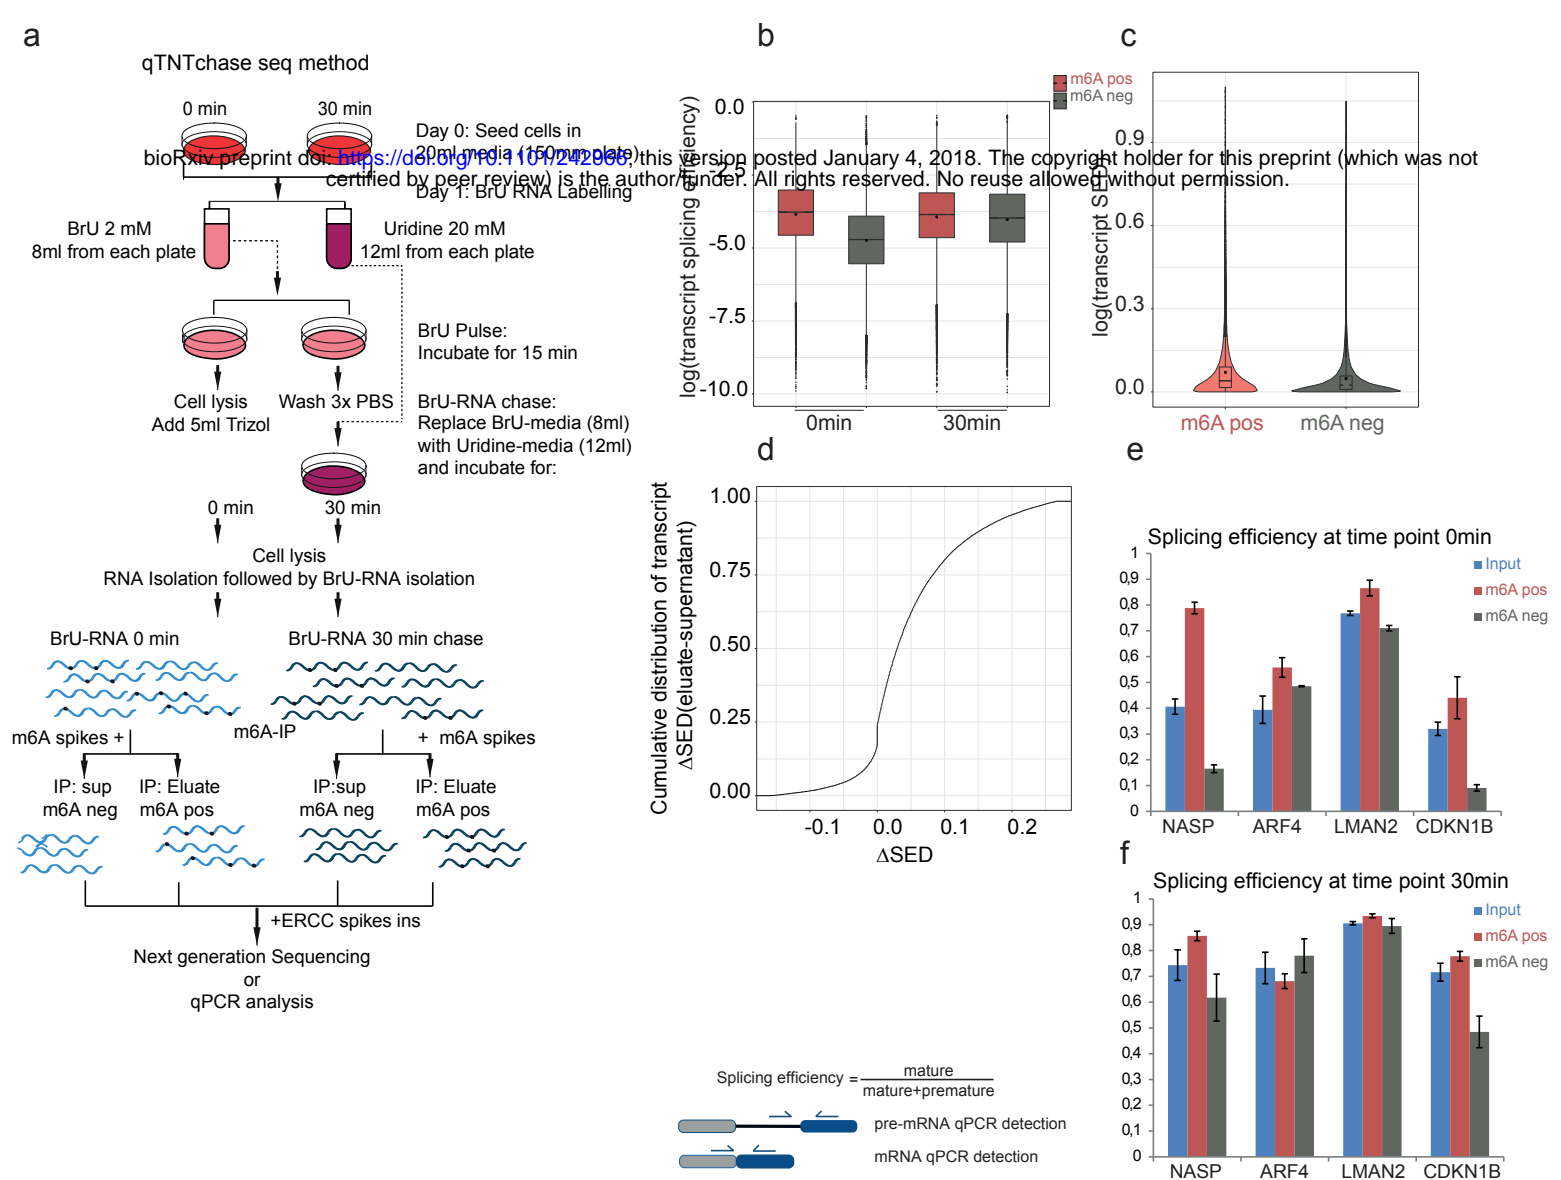 a
qTNTchase seq method
0 min
30 min
Day 0: Seed cells in
20ml media (150mm plate)
Day 1: BrU RNA Labelling
bioRxiv preprint doi: https://doi.org/10.1101/242966; this version posted January 4, 2018. The copyright holder for this preprint (which was not
certified by peer review) is the author/funder. All rights reserved. No reuse allowed without permission.
BrU 2 mM
8ml from each plate
Uridine 20 mM
12ml from each plate
BrU Pulse:
Incubate for 15 min
Cell lysis
Add 5ml Trizol
Wash 3x PBS
BrU-RNA chase:
Replace BrU-media (8ml)
with Uridine-media (12ml)
and incubate for:
0 min
30 min
Cell lysis
RNA Isolation followed by BrU-RNA isolation
BrU-RNA 0 min
BrU-RNA 30 min chase
m6A spikes +
m6A-IP
+ m6A spikes
IP: sup
m6A neg
IP: Eluate
m6A pos
IP:sup
m6A neg
IP: Eluate
m6A pos
+ERCC spikes ins
Next generation Sequencing
or
qPCR analysis
b
m6A pos
m6A neg
log(transcript splicing efficiency)
0.0
-2.5
-5.0
-7.5
-10.0
0min
30min
c
log(transcript SED)
0.9
0.6
0.3
0.0
m6A pos
m6A neg
d
Cumulative distribution of transcript
ΔSED(eluate-supernatant)
1.00
0.75
0.50
0.25
0.00
-0.1
0.0
0.1
0.2
ΔSED
Splicing efficiency = mature
mature+premature
pre-mRNA qPCR detection
mRNA qPCR detection
e
Splicing efficiency at time point 0min
1
0,9
0,8
0,7
0,6
0,5
0,4
0,3
0,2
0,1
0
Input
m6A pos
m6A neg
NASP
ARF4
LMAN2
CDKN1B
f
Splicing efficiency at time point 30min
1
0,9
0,8
0,7
0,6
0,5
0,4
0,3
0,2
0,1
0
Input
m6A pos
m6A neg
NASP
ARF4
LMAN2
CDKN1B